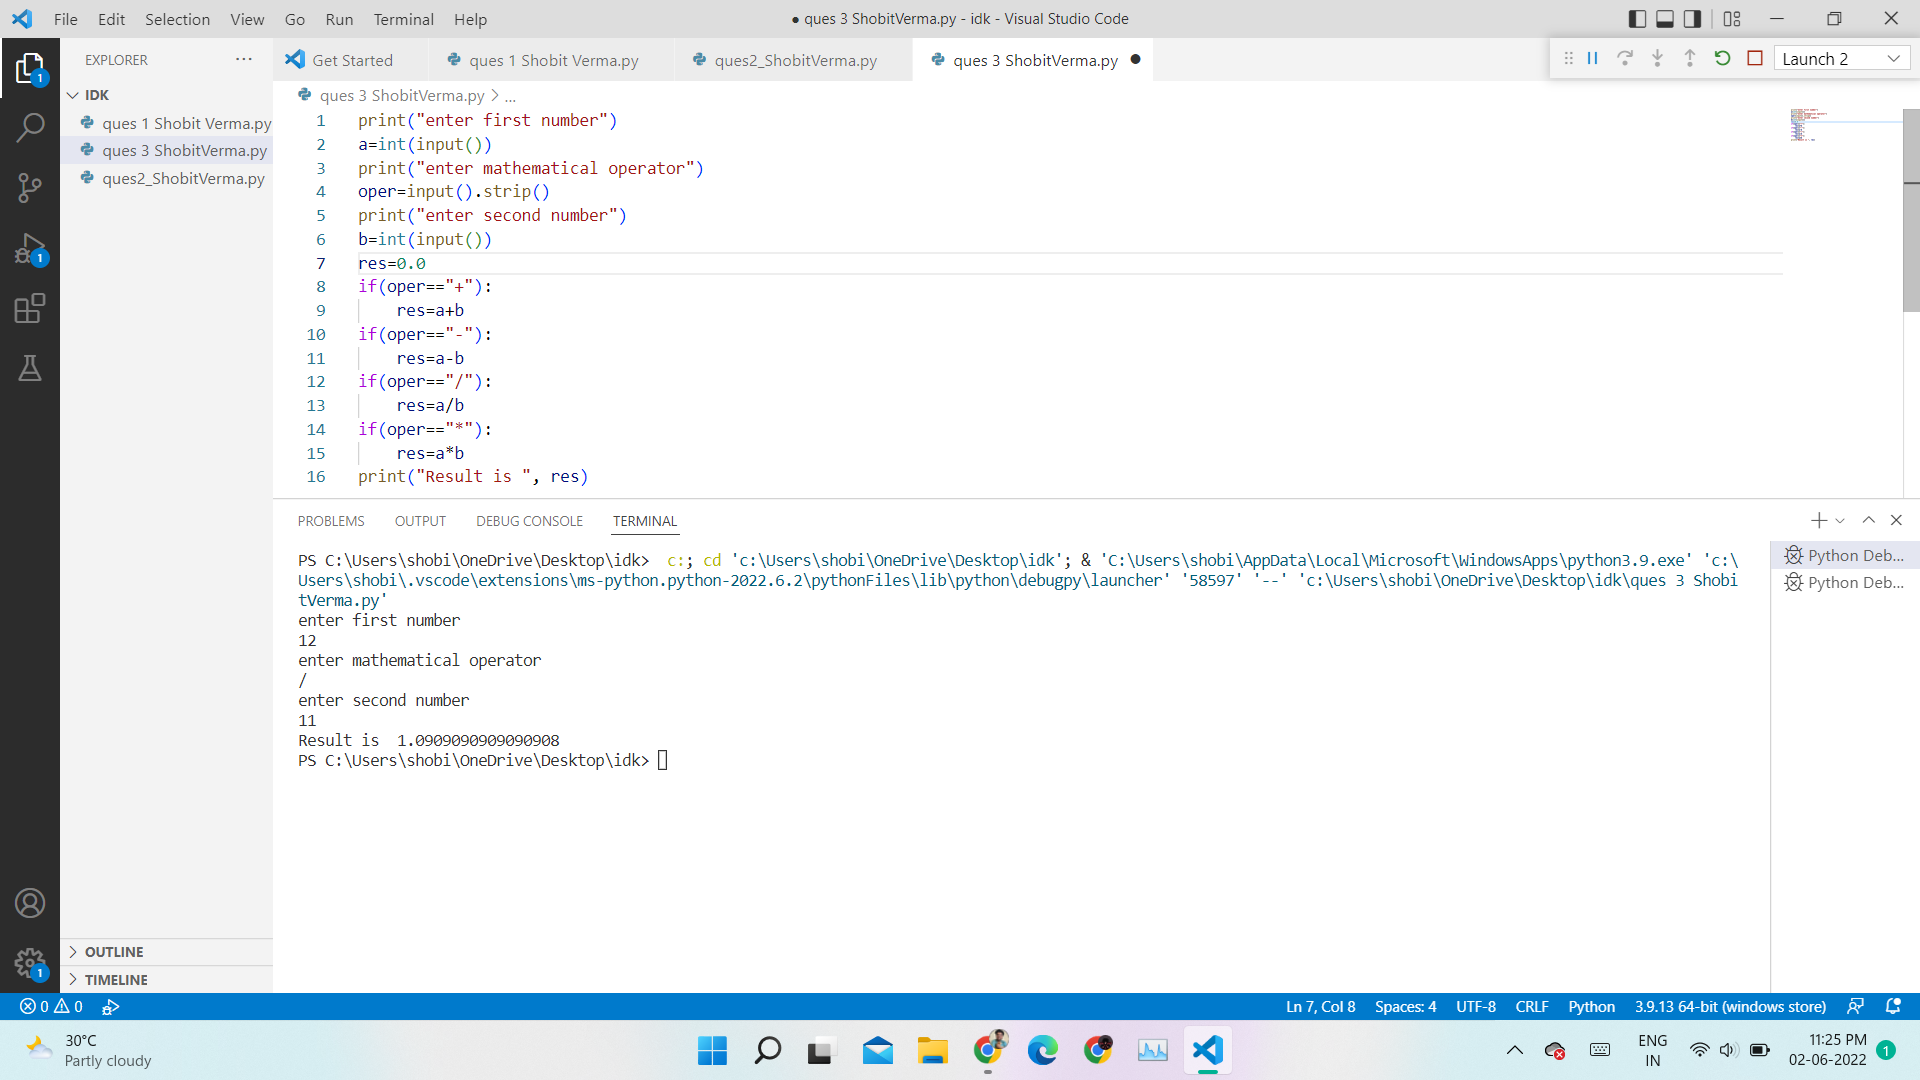 File Edit Selection View Go Run Terminal Help
● ques 3 ShobitVerma.py - idk - Visual Studio Code
EXPLORER ...
Get Started
ques 1 Shobit Verma.py
ques2_ShobitVerma.py
ques 3 ShobitVerma.py ●
Launch 2
IDK
ques 1 Shobit Verma.py
ques 3 ShobitVerma.py
ques2_ShobitVerma.py
OUTLINE
TIMELINE
ques 3 ShobitVerma.py > ...
1 print("enter first number")
2 a=int(input())
3 print("enter mathematical operator")
4 oper=input().strip()
5 print("enter second number")
6 b=int(input())
7 res=0.0
8 if(oper=="+"):
9     res=a+b
10 if(oper=="-"):
11     res=a-b
12 if(oper=="/"):
13     res=a/b
14 if(oper=="*"):
15     res=a*b
16 print("Result is ", res)
PROBLEMS OUTPUT DEBUG CONSOLE TERMINAL
PS C:\Users\shobi\OneDrive\Desktop\idk>  c:; cd 'c:\Users\shobi\OneDrive\Desktop\idk'; & 'C:\Users\shobi\AppData\Local\Microsoft\WindowsApps\python3.9.exe' 'c:\
Users\shobi\.vscode\extensions\ms-python.python-2022.6.2\pythonFiles\lib\python\debugpy\launcher' '58597' '--' 'c:\Users\shobi\OneDrive\Desktop\idk\ques 3 Shobi
tVerma.py'
enter first number
12
enter mathematical operator
/
enter second number
11
Result is  1.0909090909090908
PS C:\Users\shobi\OneDrive\Desktop\idk>
Python Deb...
Python Deb...
1
1
1
0 0
Ln 7, Col 8 Spaces: 4 UTF-8 CRLF Python 3.9.13 64-bit (windows store)
30°C
Partly cloudy
ENG
IN
11:25 PM
02-06-2022
1